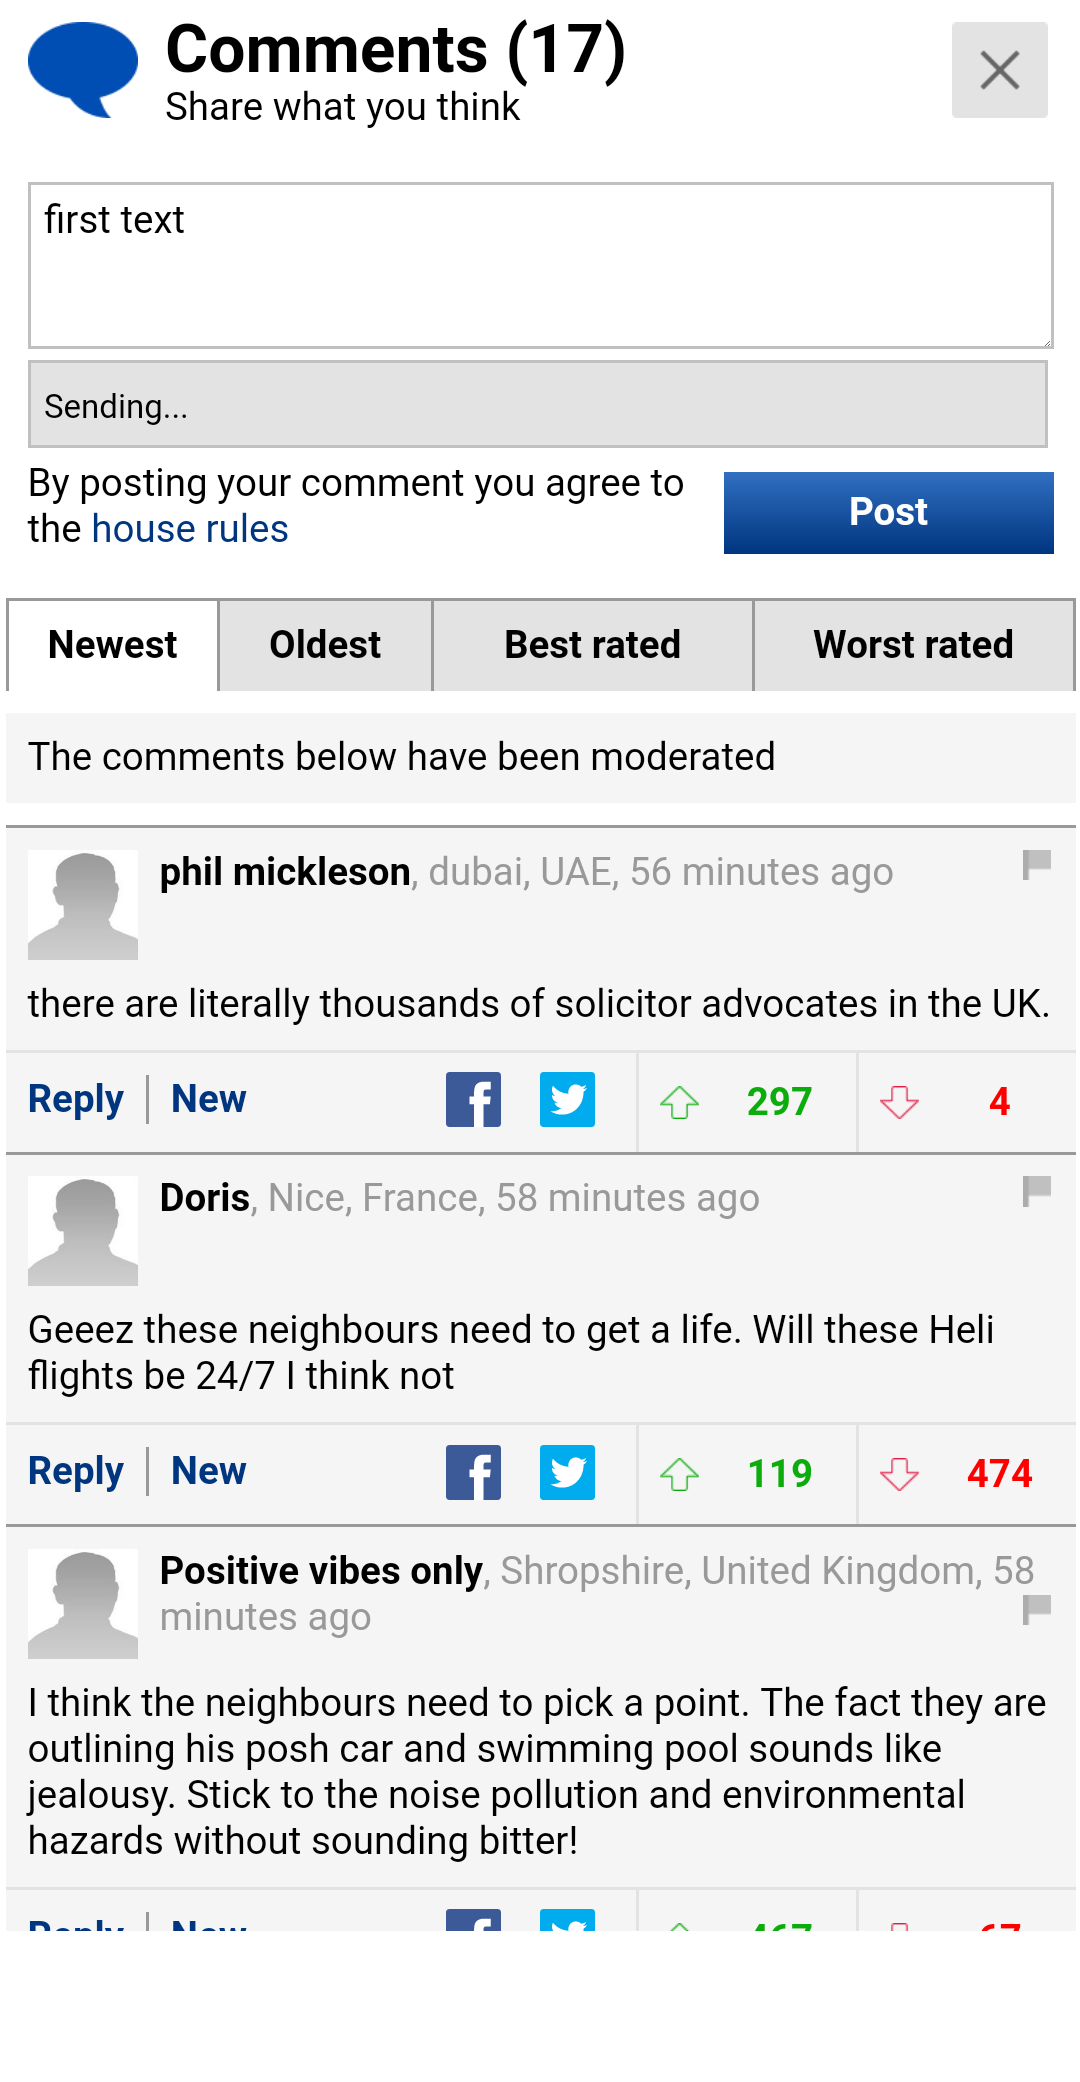 Comments (17)
Share what you think
first text
Sending...
By posting your comment you agree to
the house rules
Post
Newest
Oldest
Best rated
Worst rated
The comments below have been moderated
phil mickleson, dubai, UAE, 56 minutes ago
there are literally thousands of solicitor advocates in the UK.
Reply New 297 4
Doris, Nice, France, 58 minutes ago
Geeez these neighbours need to get a life. Will these Heli
flights be 24/7 I think not
Reply New 119 474
Positive vibes only, Shropshire, United Kingdom, 58
minutes ago
I think the neighbours need to pick a point. The fact they are
outlining his posh car and swimming pool sounds like
jealousy. Stick to the noise pollution and environmental
hazards without sounding bitter!
Reply New 467 67